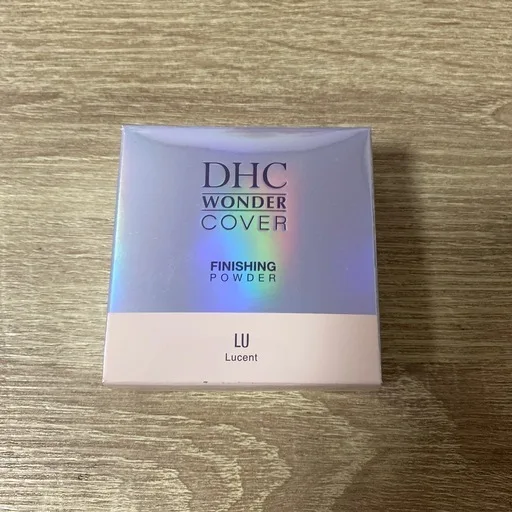 DHC
WONDER
COVER
FINISHING
POWDER
LU
Lucent